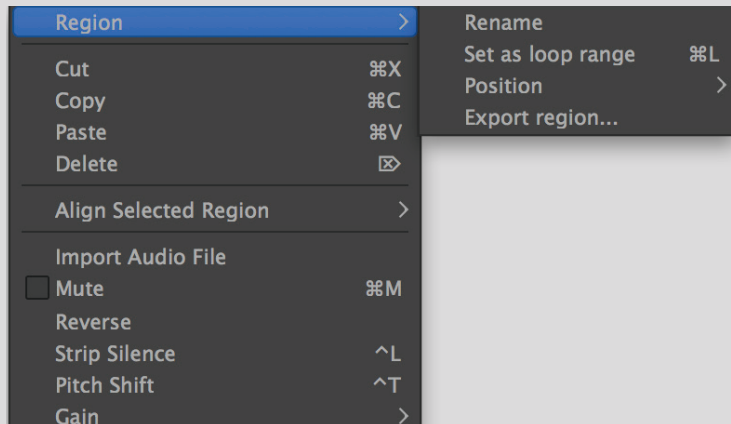 Region >
Cut ⌘X
Copy ⌘C
Paste ⌘V
Delete ⌦
Align Selected Region >
Import Audio File
Mute ⌘M
Reverse
Strip Silence ^L
Pitch Shift ^T
Gain >
Rename
Set as loop range ⌘L
Position >
Export region...